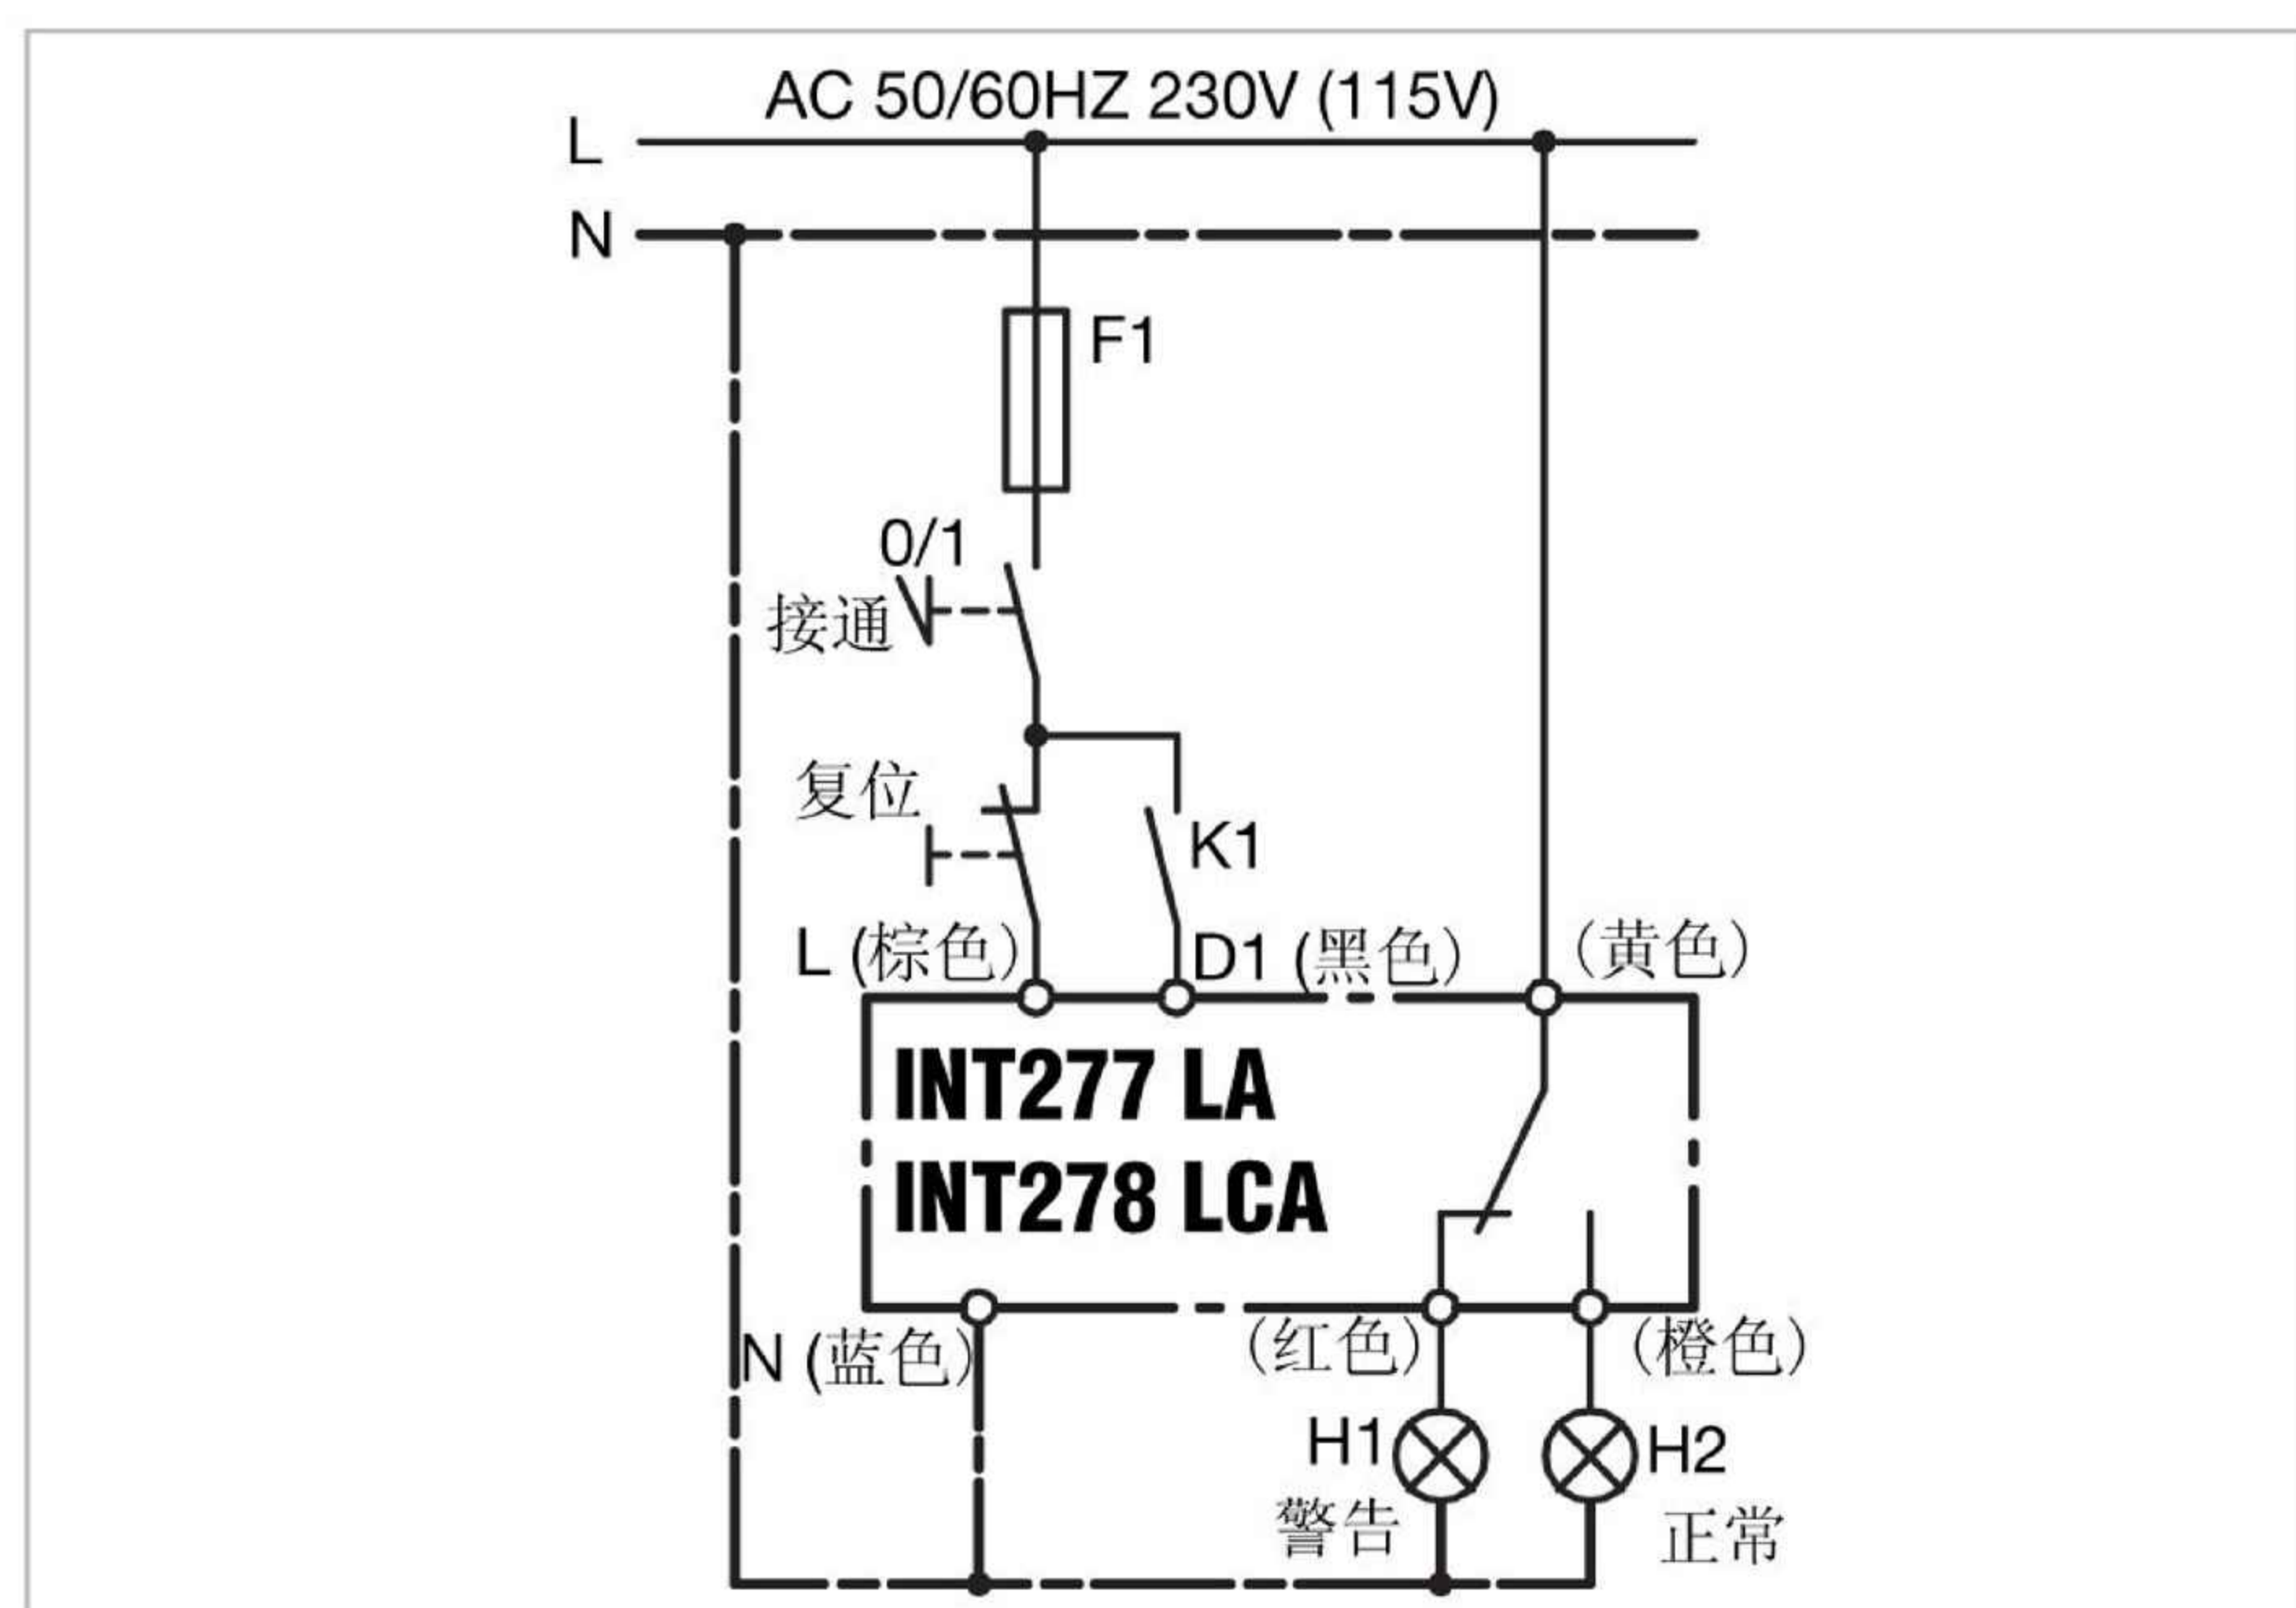 AC 50/60HZ 230V (115V)
L
N
F1
0/1
接通
复位
K1
L (棕色)
D1 (黑色)
(黄色)
INT277 LA
INT278 LCA
N (蓝色)
(红色)
(橙色)
H1
H2
警告
正常